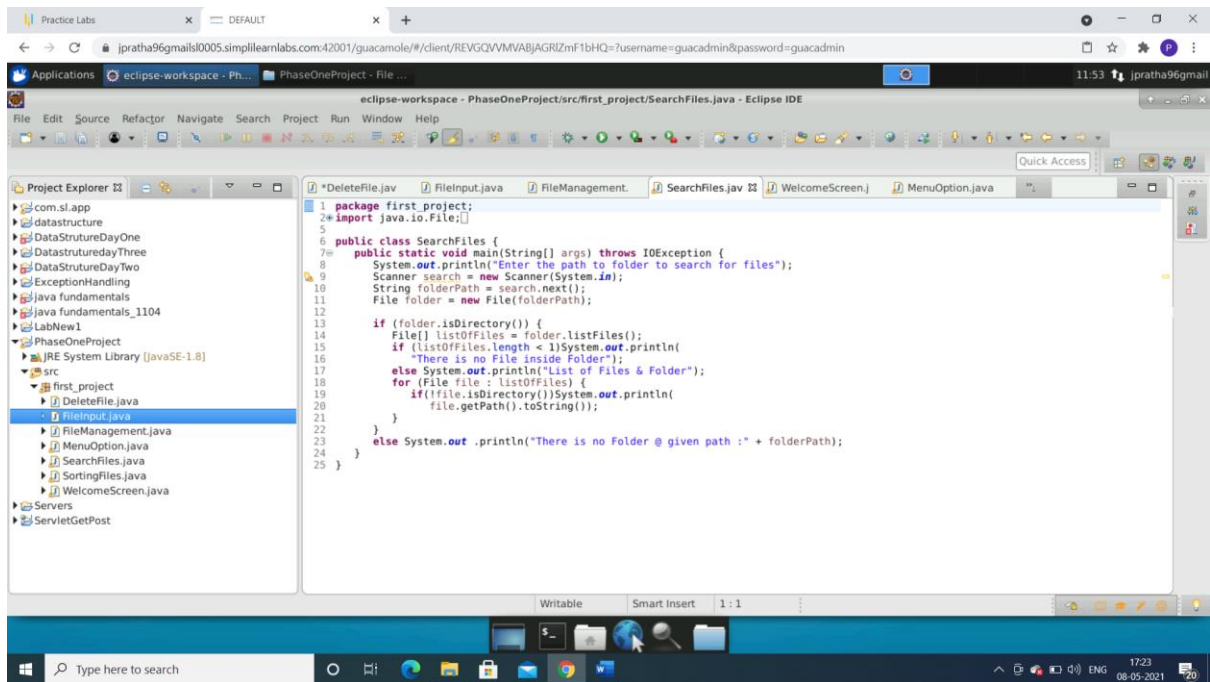 Practice Labs
DEFAULT
jpratha96gmailsl0005.simplilearnlabs.com:42001/guacamole/#/client/REVGQVVMVABjAGRlZmF1bHQ=?username=guacadmin&password=guacadmin
P
Applications
eclipse-workspace - Ph...
PhaseOneProject - File ...
11:53
jpratha96gmail
eclipse-workspace - PhaseOneProject/src/first_project/SearchFiles.java - Eclipse IDE
File Edit Source Refactor Navigate Search Project Run Window Help
Quick Access
Project Explorer
*DeleteFile.jav
FileInput.java
FileManagement.
SearchFiles.jav
WelcomeScreen.j
MenuOption.java
com.sl.app
datastructure
DataStrutureDayOne
DatastruturedayThree
DataStrutureDayTwo
ExceptionHandling
java fundamentals
java fundamentals_1104
LabNew1
PhaseOneProject
JRE System Library [JavaSE-1.8]
src
first_project
DeleteFile.java
FileInput.java
FileManagement.java
MenuOption.java
SearchFiles.java
SortingFiles.java
WelcomeScreen.java
Servers
ServletGetPost
1 package first_project;
2 import java.io.File;
5
6 public class SearchFiles {
7 public static void main(String[] args) throws IOException {
8 System.out.println("Enter the path to folder to search for files");
9 Scanner search = new Scanner(System.in);
10 String folderPath = search.next();
11 File folder = new File(folderPath);
12
13 if (folder.isDirectory()) {
14 File[] listOfFiles = folder.listFiles();
15 if (listOfFiles.length < 1)System.out.println(
16 "There is no File inside Folder");
17 else System.out.println("List of Files & Folder");
18 for (File file : listOfFiles) {
19 if(!file.isDirectory())System.out.println(
20 file.getPath().toString());
21 }
22 }
23 else System.out .println("There is no Folder @ given path :" + folderPath);
24 }
25 }
Writable
Smart Insert
1 : 1
Type here to search
ENG
17:23
08-05-2021
20